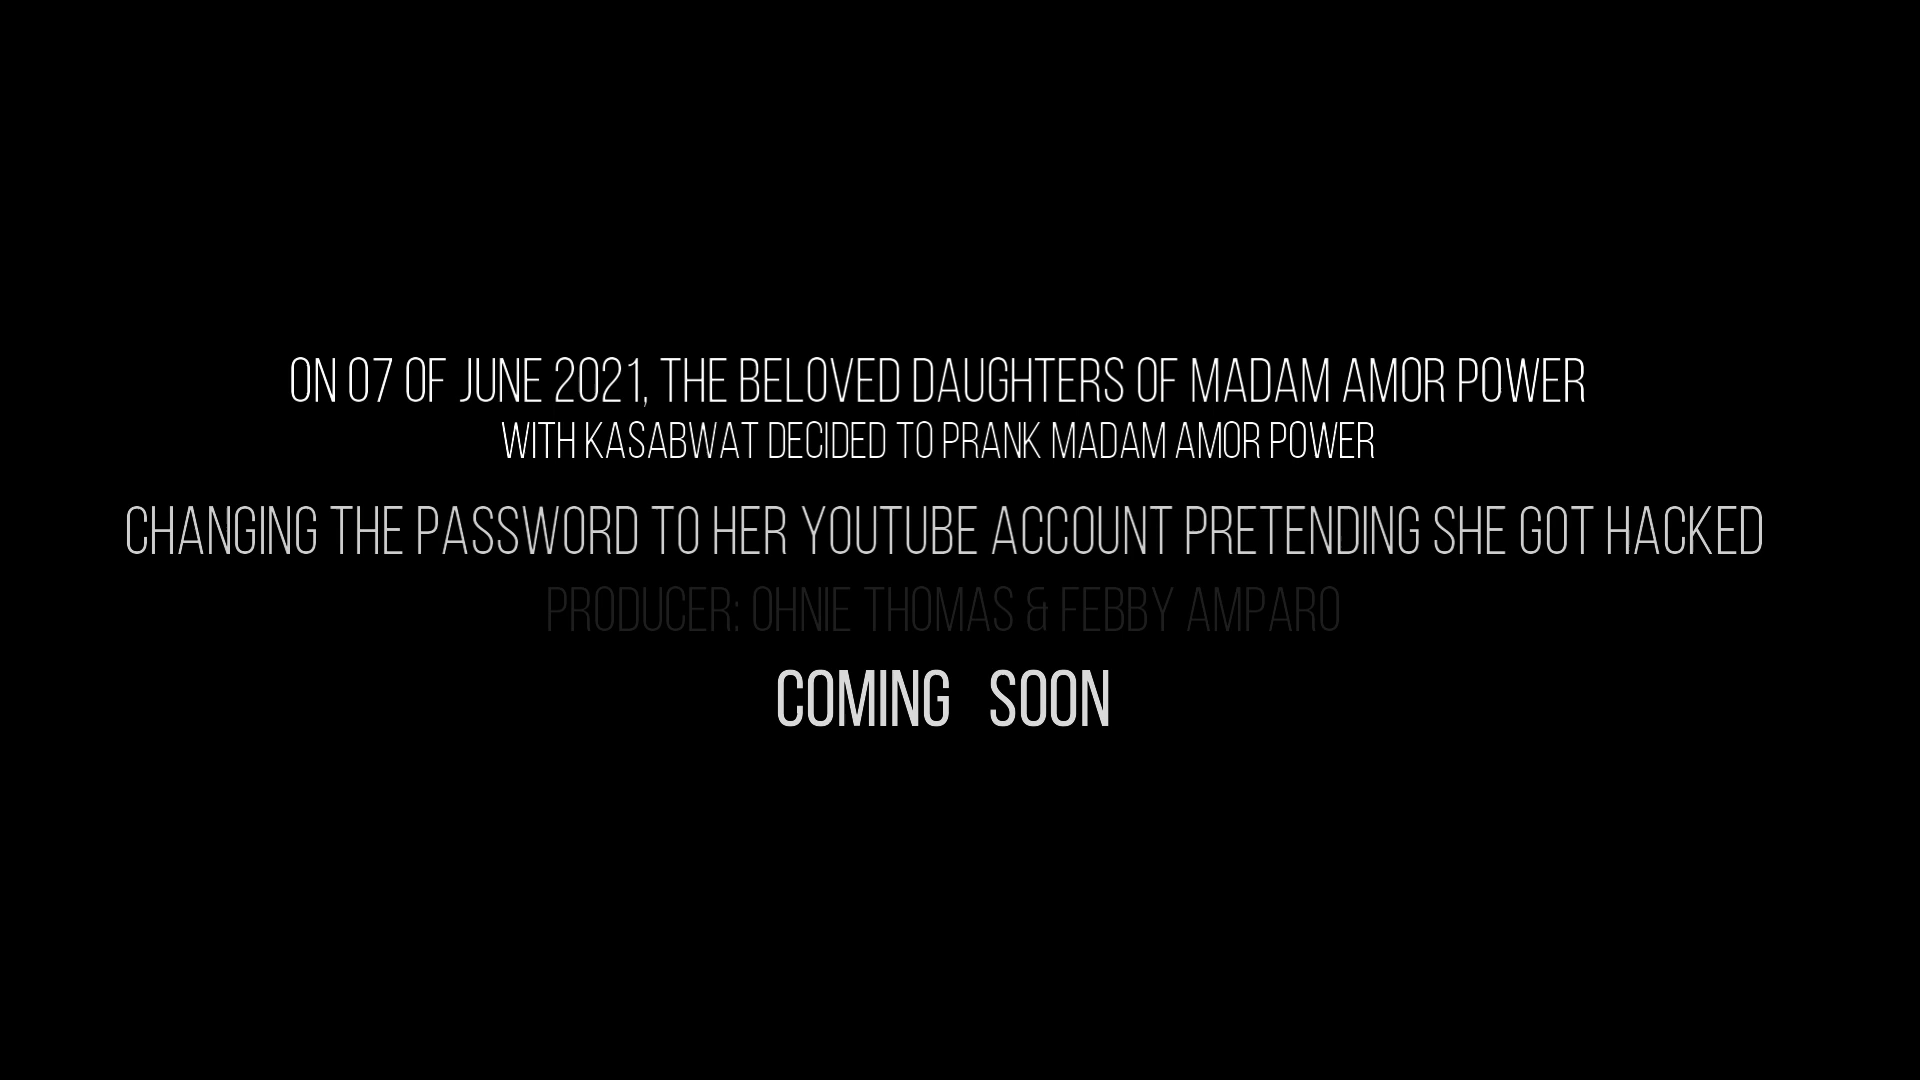 ON 07 OF JUNE 2021, THE BELOVED DAUGHTERS OF MADAM AMOR POWER
WITH KASABWAT DECIDED TO PRANK MADAM AMOR POWER
CHANGING THE PASSWORD TO HER YOUTUBE ACCOUNT PRETENDING SHE GOT HACKED
PRODUCER: OHNIE THOMAS & FEBBY AMPARO
COMING SOON